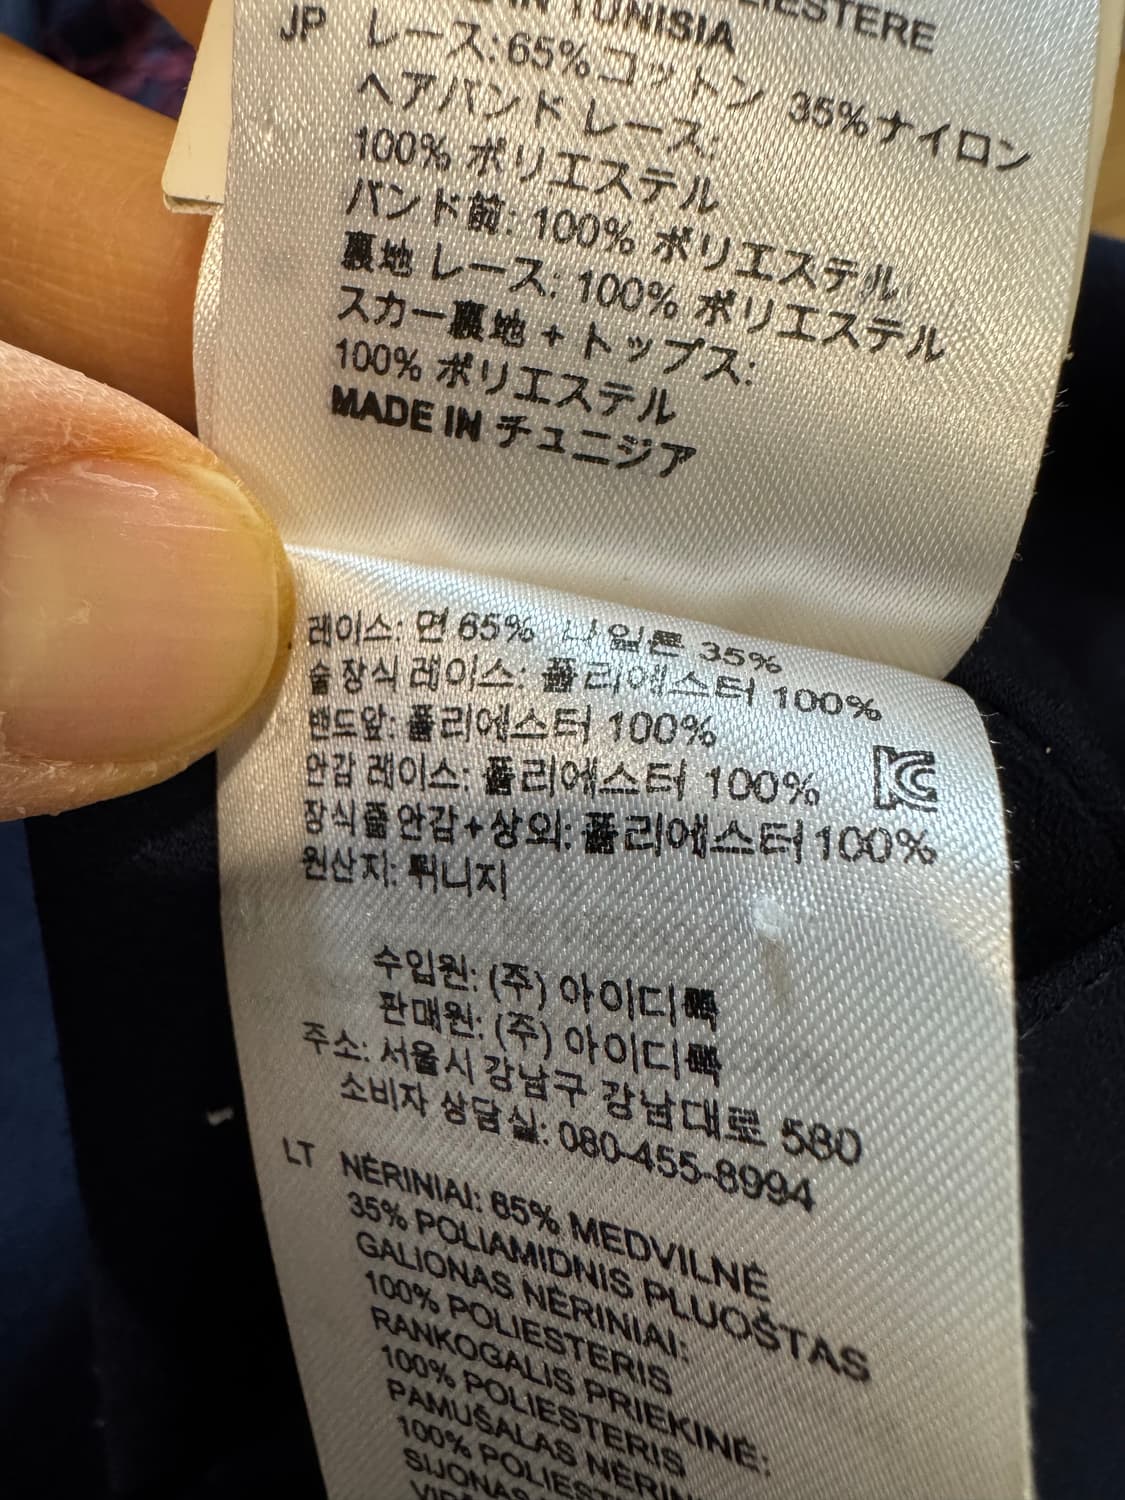 IN TUNISIA
JP レース: 65%コットン 35%ナイロン
ヘアバンド レース:
100% ポリエステル
バンド前: 100% ポリエステル
裏地 レース: 100% ポリエステル
スカー裏地 + トップス:
100% ポリエステル
MADE IN チュニジア
레이스: 면 65% 나일론 35%
술장식 레이스: 폴리에스터 100%
밴드앞: 폴리에스터 100%
안감 레이스: 폴리에스터 100%
장식술안감+상의: 폴리에스터 100%
원산지: 튀니지
수입원: (주) 아이디룩
판매원: (주) 아이디룩
주소: 서울시 강남구 강남대로 580
소비자 상담실: 080-455-8994
LT NĖRINIAI: 65% MEDVILNĖ
35% POLIAMIDNIS PLUOŠTAS
GALIONAS NĖRINIAI:
100% POLIESTERIS
RANKOGALIS PRIEKINĖ:
100% POLIESTERIS
PAMUŠALAS NĖRIN
100% POLIESTERIN